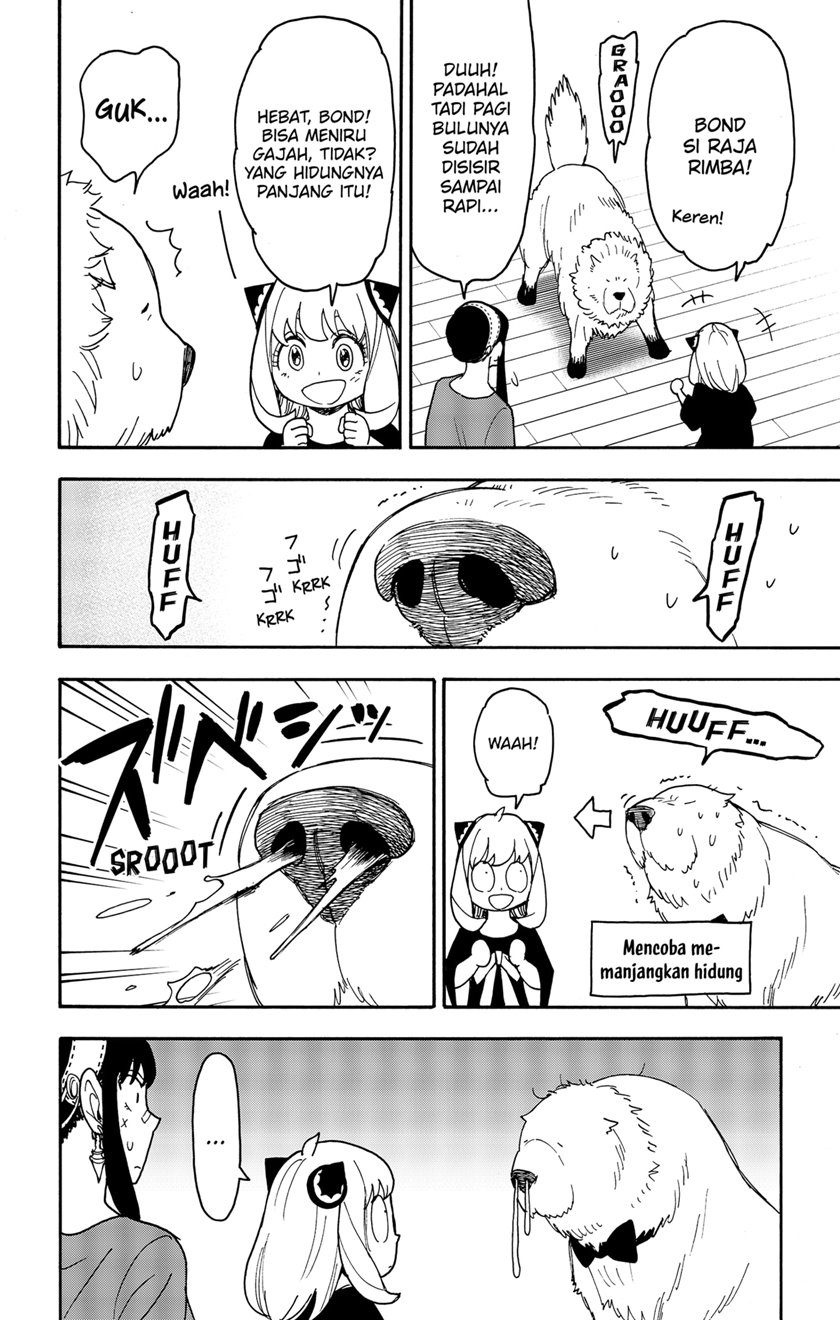 BOND
SI RAJA
RIMBA!
Keren!
GRAOOO
DUUH!
PADAHAL
TADI PAGI
BULUNYA
SUDAH
DISISIR
SAMPAI
RAPI...
HEBAT, BOND!
BISA MENIRU
GAJAH, TIDAK?
YANG HIDUNGNYA
PANJANG ITU!
Waah!
GUK...
HUFF
フゴ
KRRK
フゴ
KRRK
HUFF
HUUFF...
Mencoba me-
manjangkan hidung
WAAH!
ズベジッ
SROOOT
...